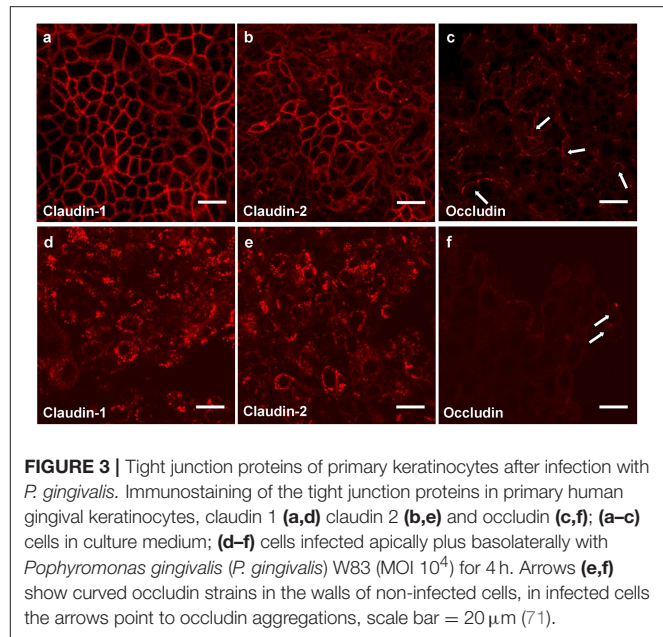 a
b
c
Claudin-1
Claudin-2
Occludin
d
e
f
Claudin-1
Claudin-2
Occludin
FIGURE 3 | Tight junction proteins of primary keratinocytes after infection with
P. gingivalis. Immunostaining of the tight junction proteins in primary human
gingival keratinocytes, claudin 1 (a,d) claudin 2 (b,e) and occludin (c,f); (a–c)
cells in culture medium; (d–f) cells infected apically plus basolaterally with
Pophyromonas gingivalis (P. gingivalis) W83 (MOI 10⁴) for 4 h. Arrows (e,f)
show curved occludin strains in the walls of non-infected cells, in infected cells
the arrows point to occludin aggregations, scale bar = 20 μm (71).